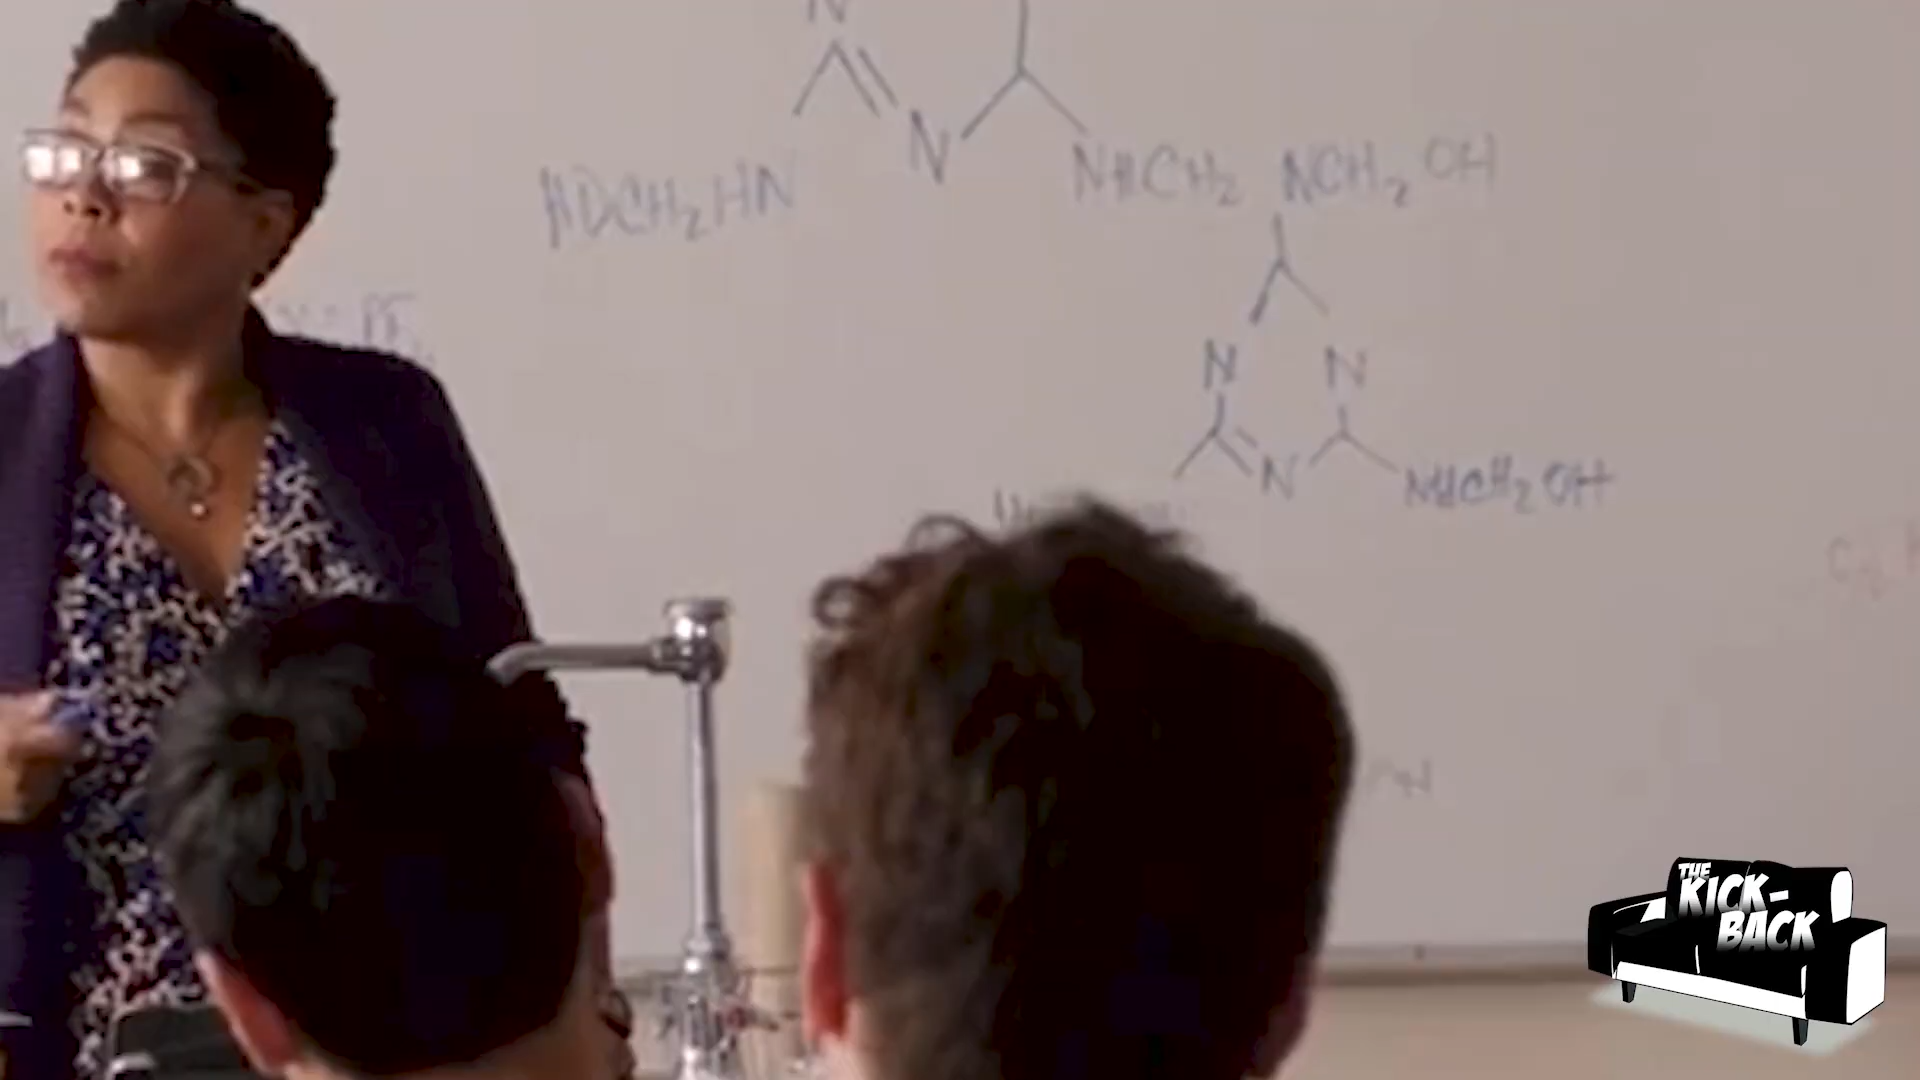 N
N
HOCH2HN
NHCH2 NCH2OH
N N
N
NHCH2OH
THE
KICK-
BACK